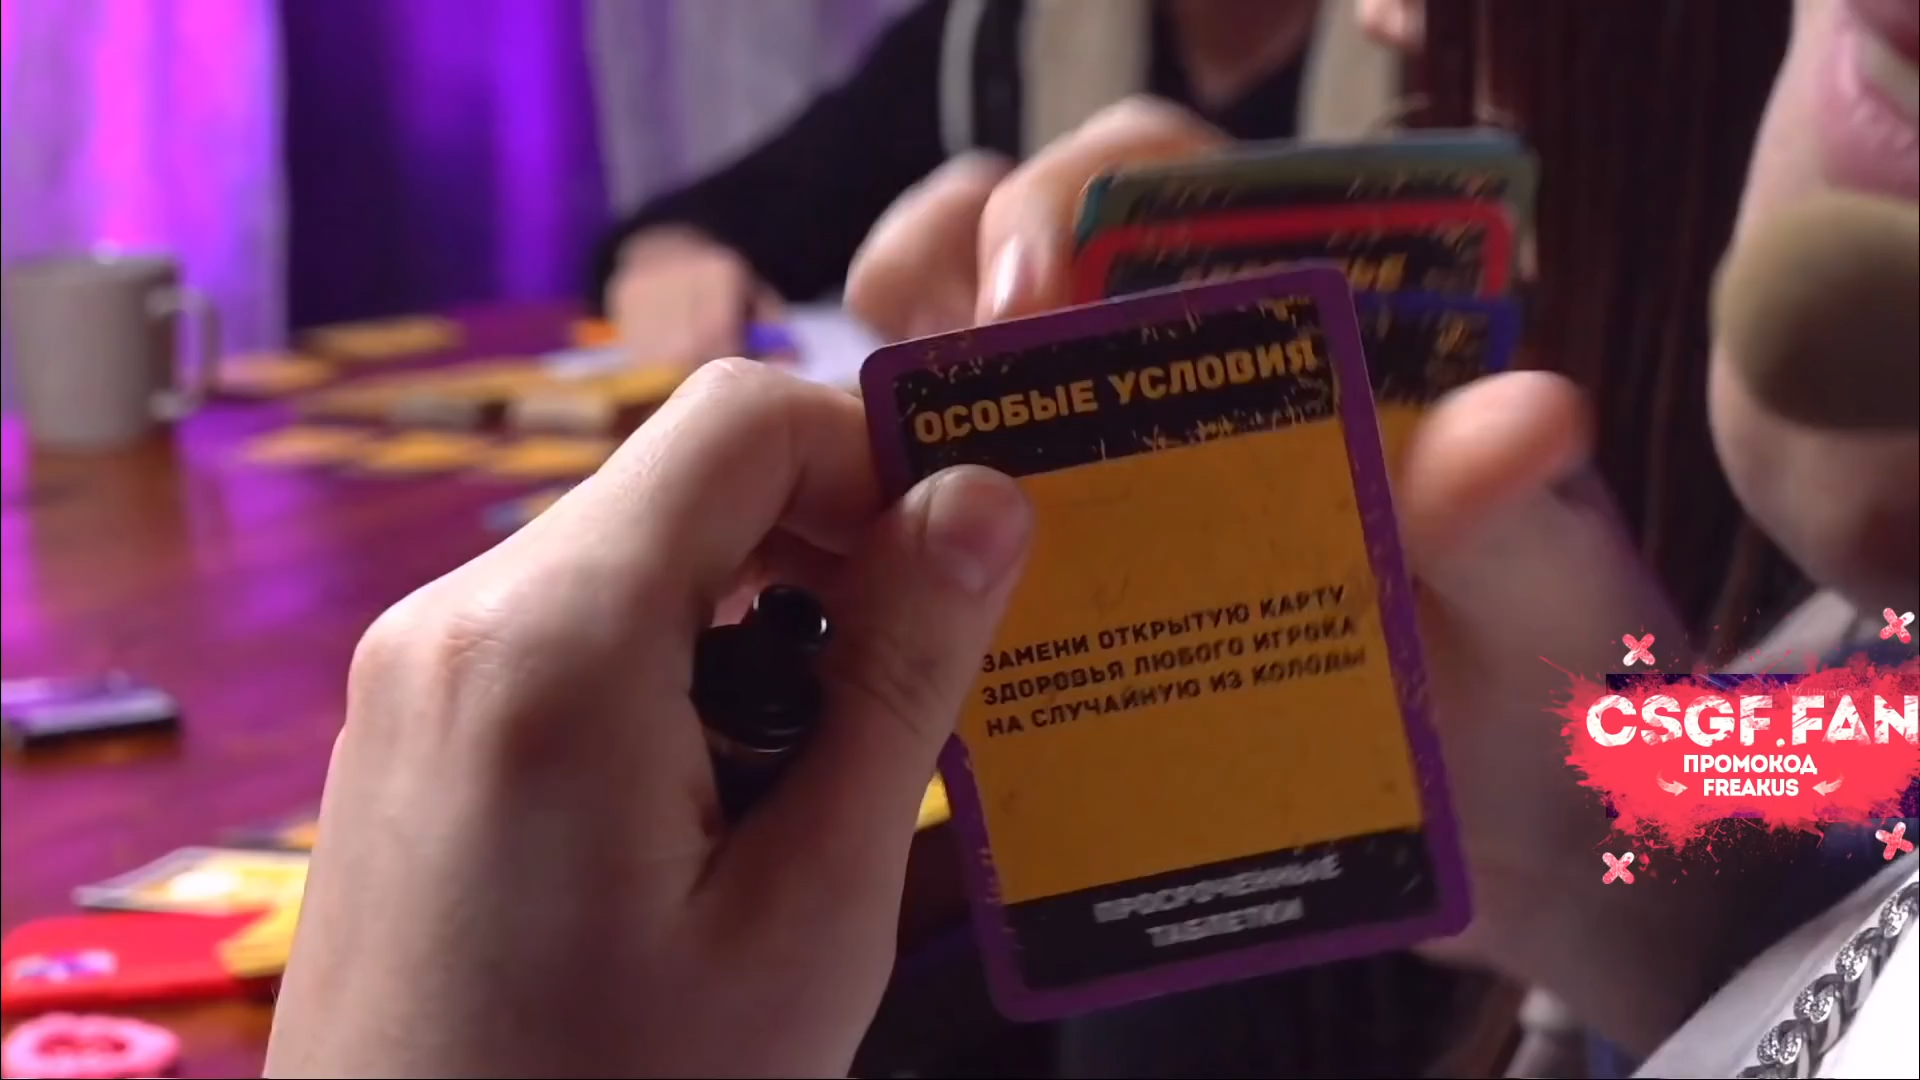 ОСОБЫЕ УСЛОВИЯ
ЗАМЕНИ ОТКРЫТУЮ КАРТУ
ЗДОРОВЬЯ ЛЮБОГО ИГРОКА
НА СЛУЧАЙНУЮ ИЗ КОЛОДЫ
ПРОСРОЧЕННЫЕ
ТАБЛЕТКИ
CSGF.FAN
ПРОМОКОД
FREAKUS